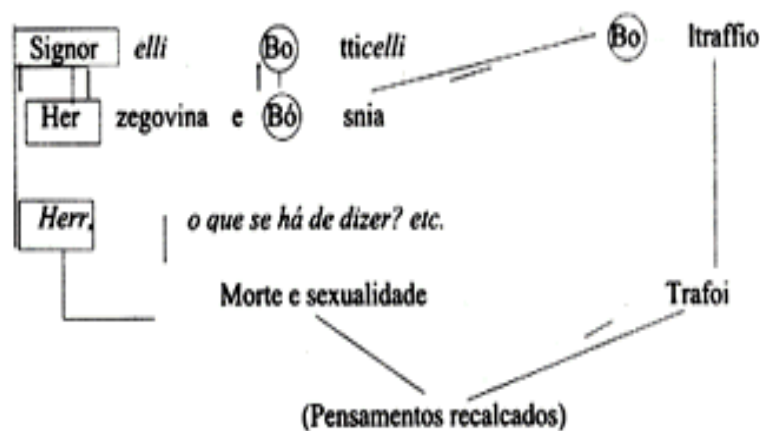 Signor elli Bo tticelli Bo ltraffio
Her zegovina e Bó snia
Herr, o que se há de dizer? etc.
Morte e sexualidade Trafoi
(Pensamentos recalcados)